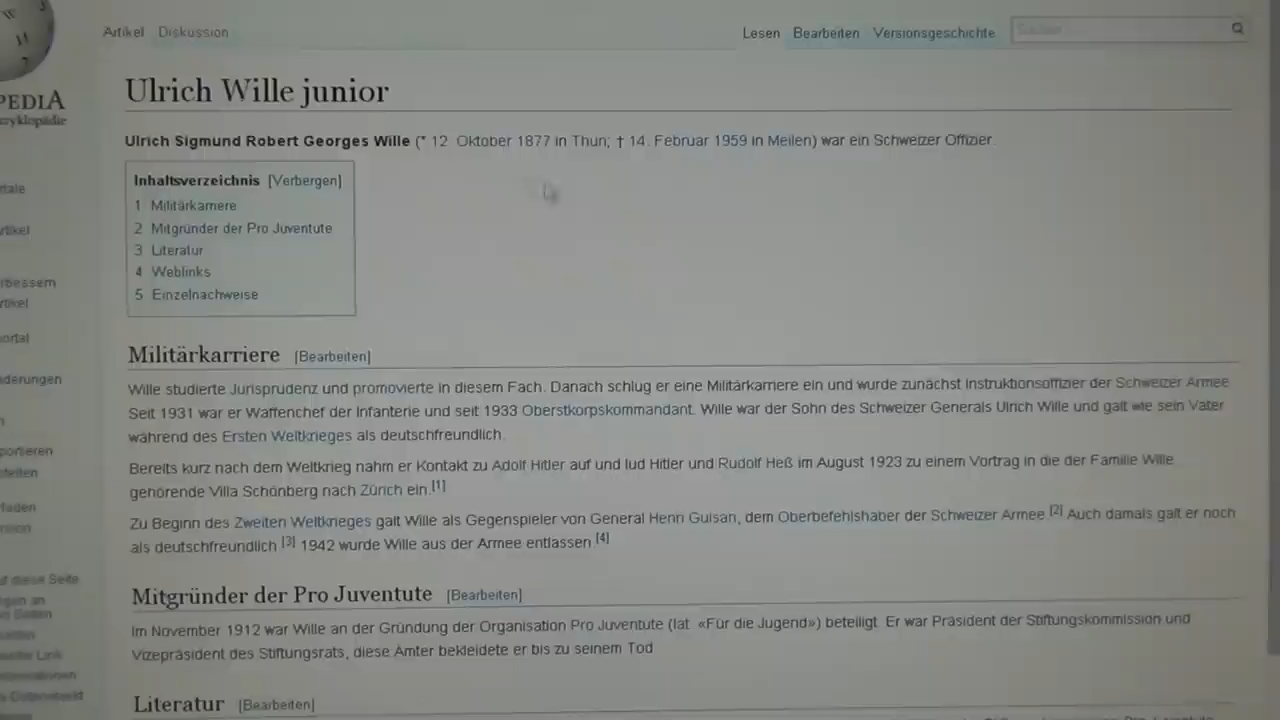 Artikel Diskussion Lesen Bearbeiten Versionsgeschichte
PEDIA
zyklopädie
Ulrich Wille junior
Ulrich Sigmund Robert Georges Wille (* 12. Oktober 1877 in Thun; † 14. Februar 1959 in Meilen) war ein Schweizer Offizier.
Inhaltsverzeichnis [Verbergen]
1 Militärkarriere
2 Mitgründer der Pro Juventute
3 Literatur
4 Weblinks
5 Einzelnachweise
Militärkarriere [Bearbeiten]
Wille studierte Jurisprudenz und promovierte in diesem Fach. Danach schlug er eine Militärkarriere ein und wurde zunächst Instruktionsoffizier der Schweizer Armee
Seit 1931 war er Waffenchef der Infanterie und seit 1933 Oberstkorpskommandant. Wille war der Sohn des Schweizer Generals Ulrich Wille und galt wie sein Vater
während des Ersten Weltkrieges als deutschfreundlich.
Bereits kurz nach dem Weltkrieg nahm er Kontakt zu Adolf Hitler auf und lud Hitler und Rudolf Heß im August 1923 zu einem Vortrag in die der Familie Wille
gehörende Villa Schönberg nach Zürich ein.[1]
Zu Beginn des Zweiten Weltkrieges galt Wille als Gegenspieler von General Henri Guisan, dem Oberbefehlshaber der Schweizer Armee.[2] Auch damals galt er noch
als deutschfreundlich.[3] 1942 wurde Wille aus der Armee entlassen.[4]
Mitgründer der Pro Juventute [Bearbeiten]
Im November 1912 war Wille an der Gründung der Organisation Pro Juventute (lat. «Für die Jugend») beteiligt. Er war Präsident der Stiftungskommission und
Vizepräsident des Stiftungsrats, diese Ämter bekleidete er bis zu seinem Tod
Literatur [Bearbeiten]